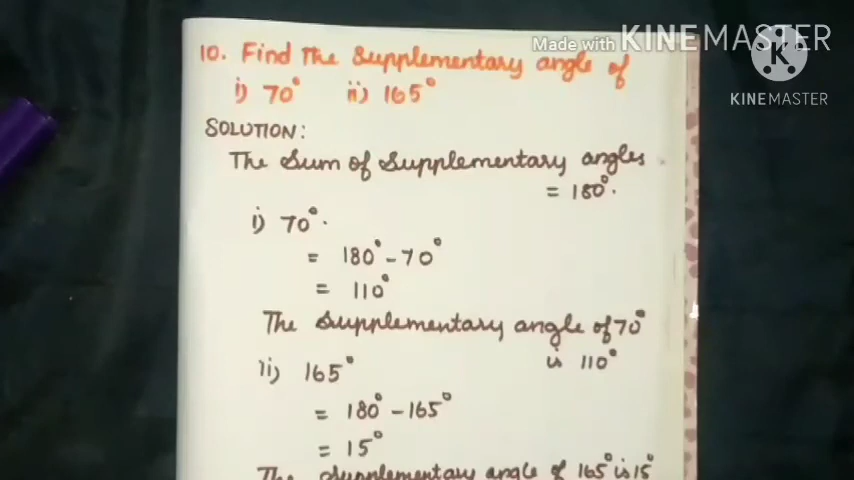 Made with KINEMASTER
K
KINEMASTER
10. Find The Supplementary angle of
i) 70° ii) 165°
SOLUTION:
The Sum of Supplementary angles
= 180°.
i) 70°.
= 180° - 70°
= 110°
The Supplementary angle of 70°
is 110°
ii) 165°
= 180° - 165°
= 15°
The Supplementary angle of 165° is 15°